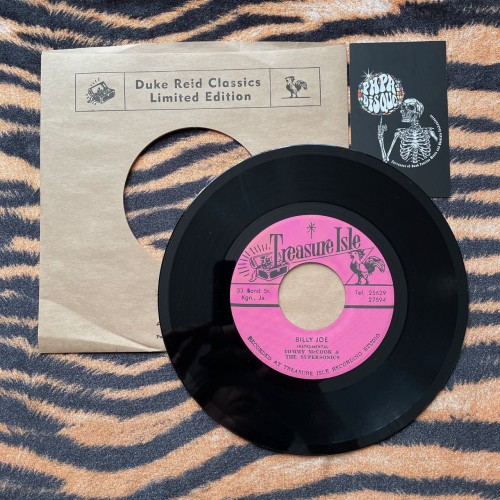 Duke Reid Classics
Limited Edition
PAPA
DISQUE
Treasure Isle
33 Bond St.
Kgn., Ja.
Tel. 25629
27594
BILLY JOE
INSTRUMENTAL
TOMMY McCOOK &
THE SUPERSONICS
RECORDED AT TREASURE ISLE RECORDING STUDIO